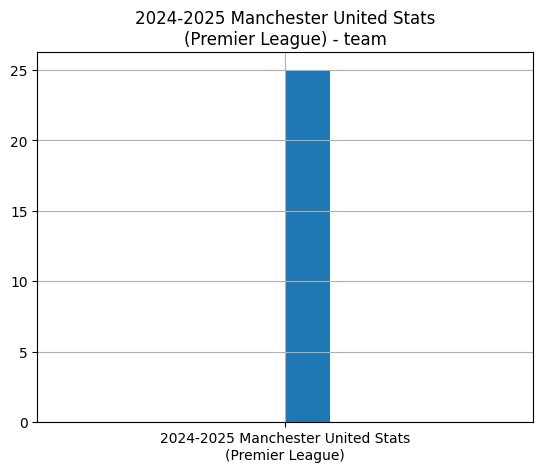 2024-2025 Manchester United Stats
(Premier League) - team
25
20
15
10
5
0
2024-2025 Manchester United Stats
(Premier League)